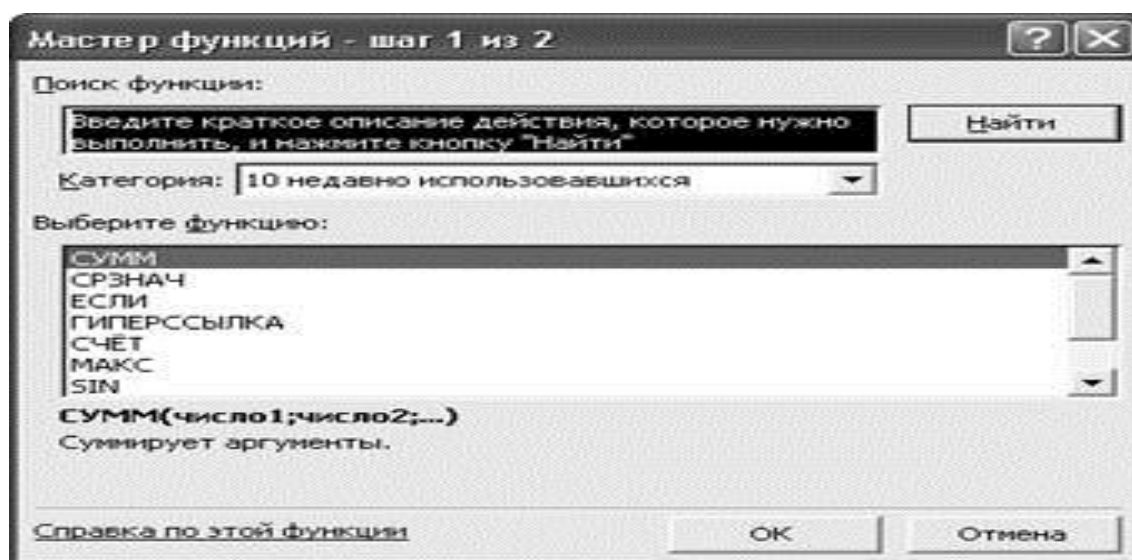 Мастер функций - шаг 1 из 2
Поиск функции:
Введите краткое описание действия, которое нужно
выполнить, и нажмите кнопку "Найти"
Найти
Категория: 10 недавно использовавшихся
Выберите функцию:
СУММ
СРЗНАЧ
ЕСЛИ
ГИПЕРССЫЛКА
СЧЁТ
МАКС
SIN
СУММ(число1;число2;...)
Суммирует аргументы.
Справка по этой функции
ОК
Отмена